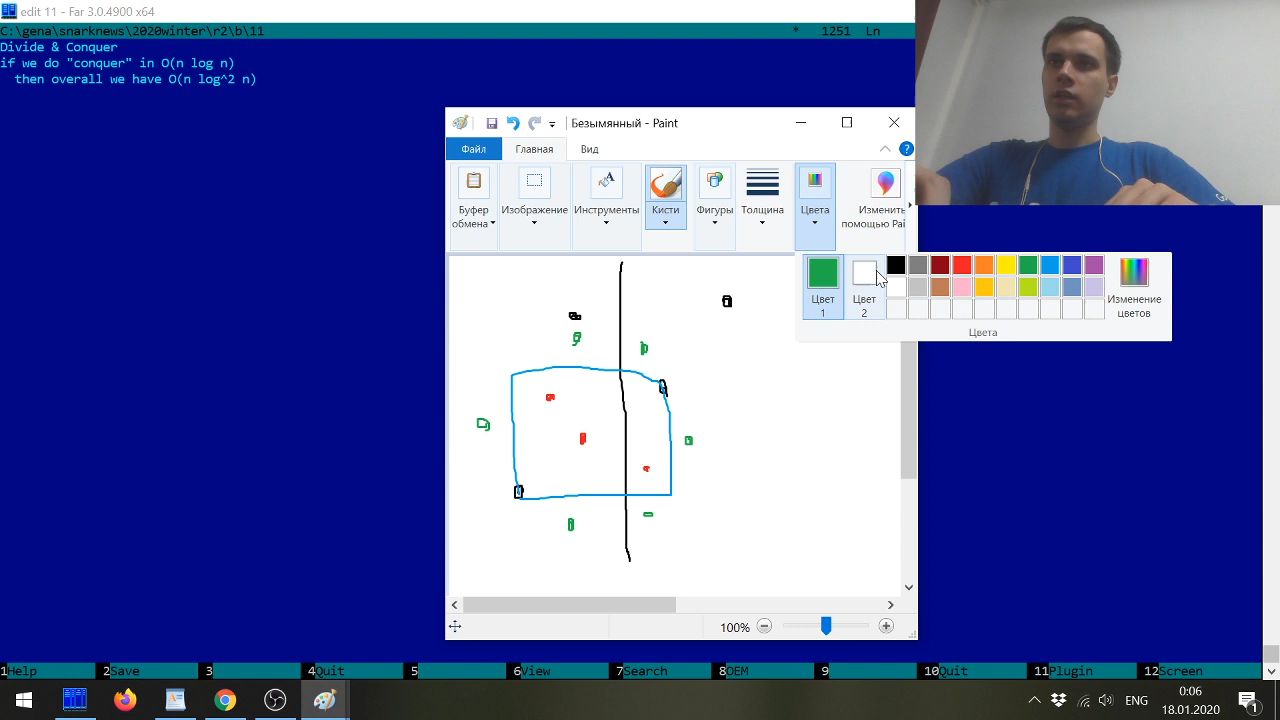 edit 11 - Far 3.0.4900 x64
C:\gena\snarknews\2020winter\r2\b\11 * 1251 Ln
Divide & Conquer
if we do "conquer" in O(n log n)
then overall we have O(n log^2 n)
Безымянный - Paint
Файл Главная Вид
Буфер обмена
Изображение
Инструменты
Кисти
Фигуры
Толщина
Цвета
Изменить помощью Pai
Цвет 1
Цвет 2
Изменение цветов
Цвета
100%
1Help 2Save 3 4Quit 5 6View 7Search 8OEM 9 10Quit 11Plugin 12Screen
ENG
0:06
18.01.2020
1